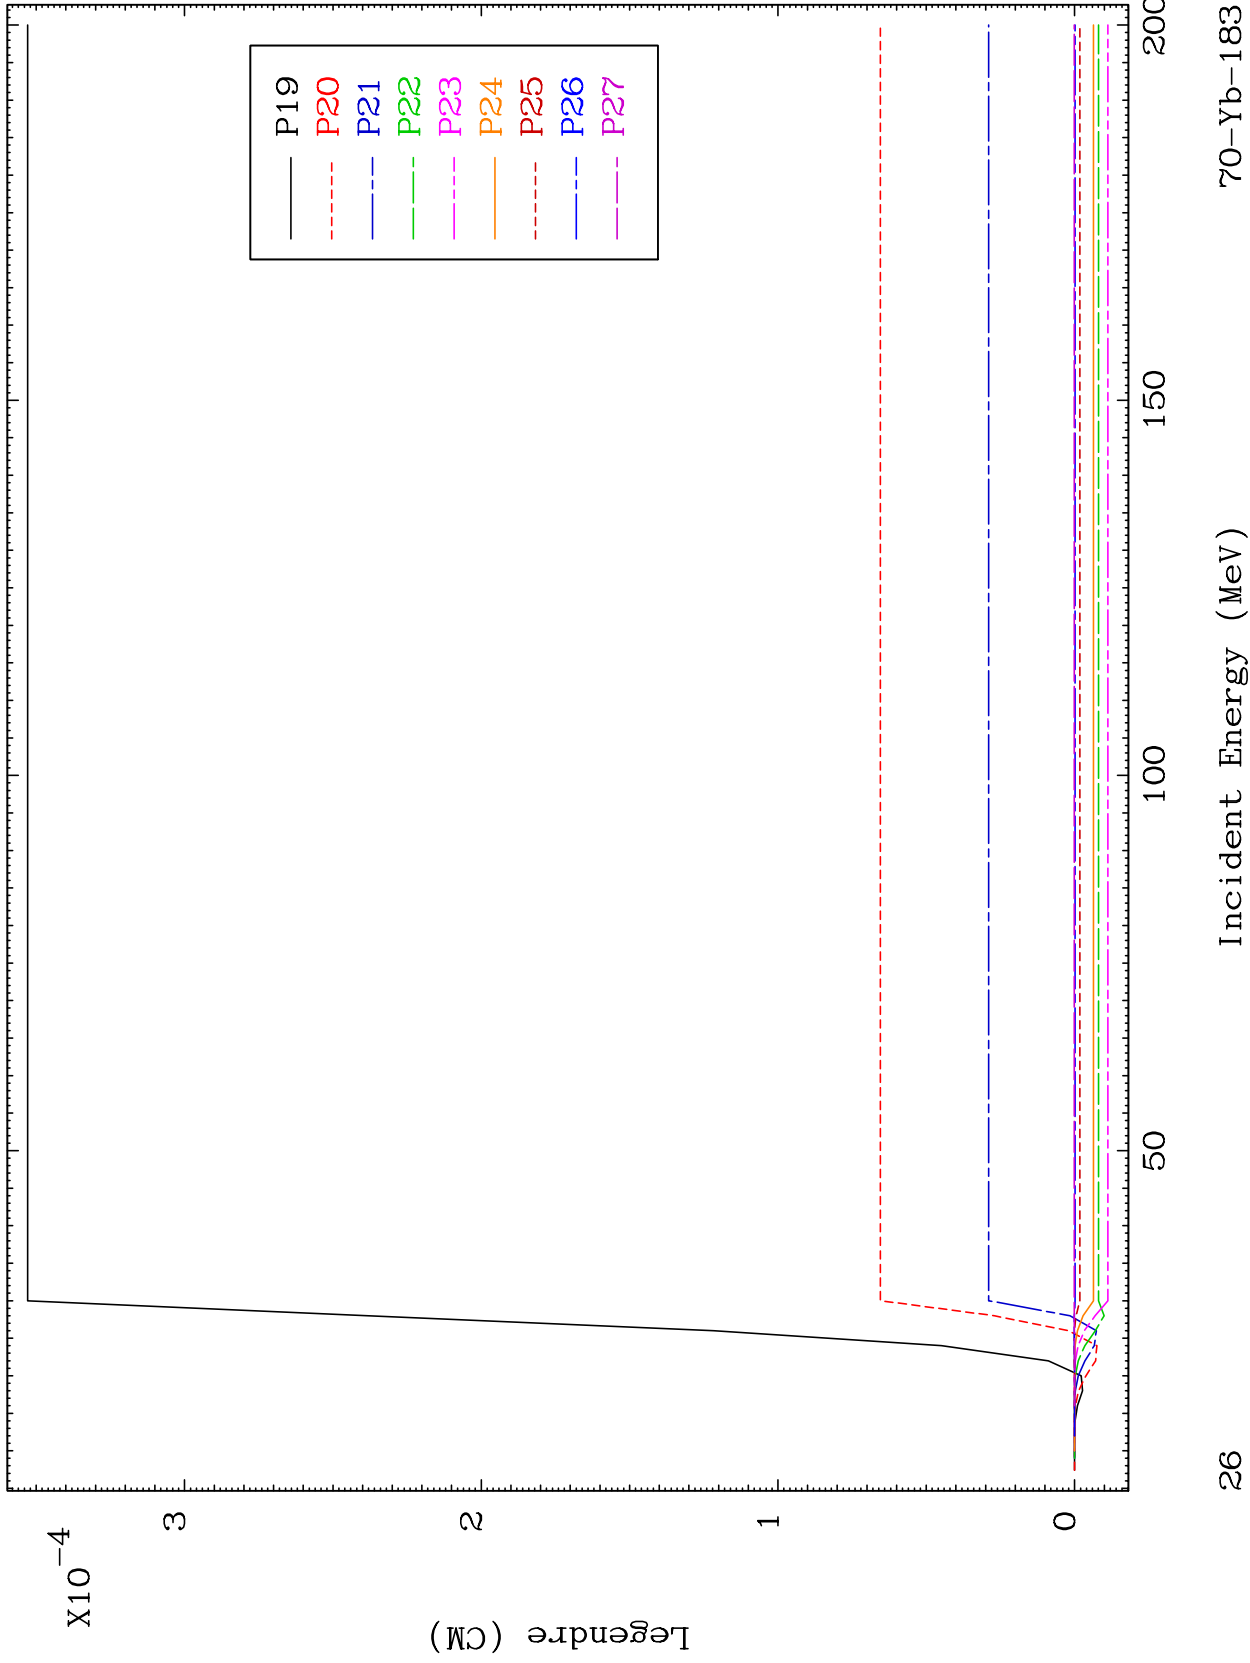 X10
-4
3
2
1
0
Legendre (CM)
P19
P20
P21
P22
P23
P24
P25
P26
P27
50
100
150
200
Incident Energy (MeV)
26
70-Yb-183